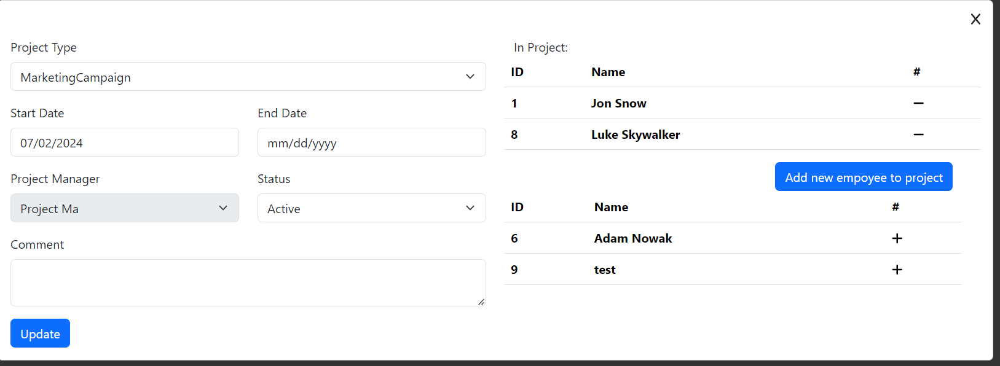 Project Type
MarketingCampaign
Start Date
End Date
07/02/2024
mm/dd/yyyy
Project Manager
Status
Project Ma
Active
Comment
Update
In Project:
ID Name #
1 Jon Snow −
8 Luke Skywalker −
Add new empoyee to project
ID Name #
6 Adam Nowak +
9 test +